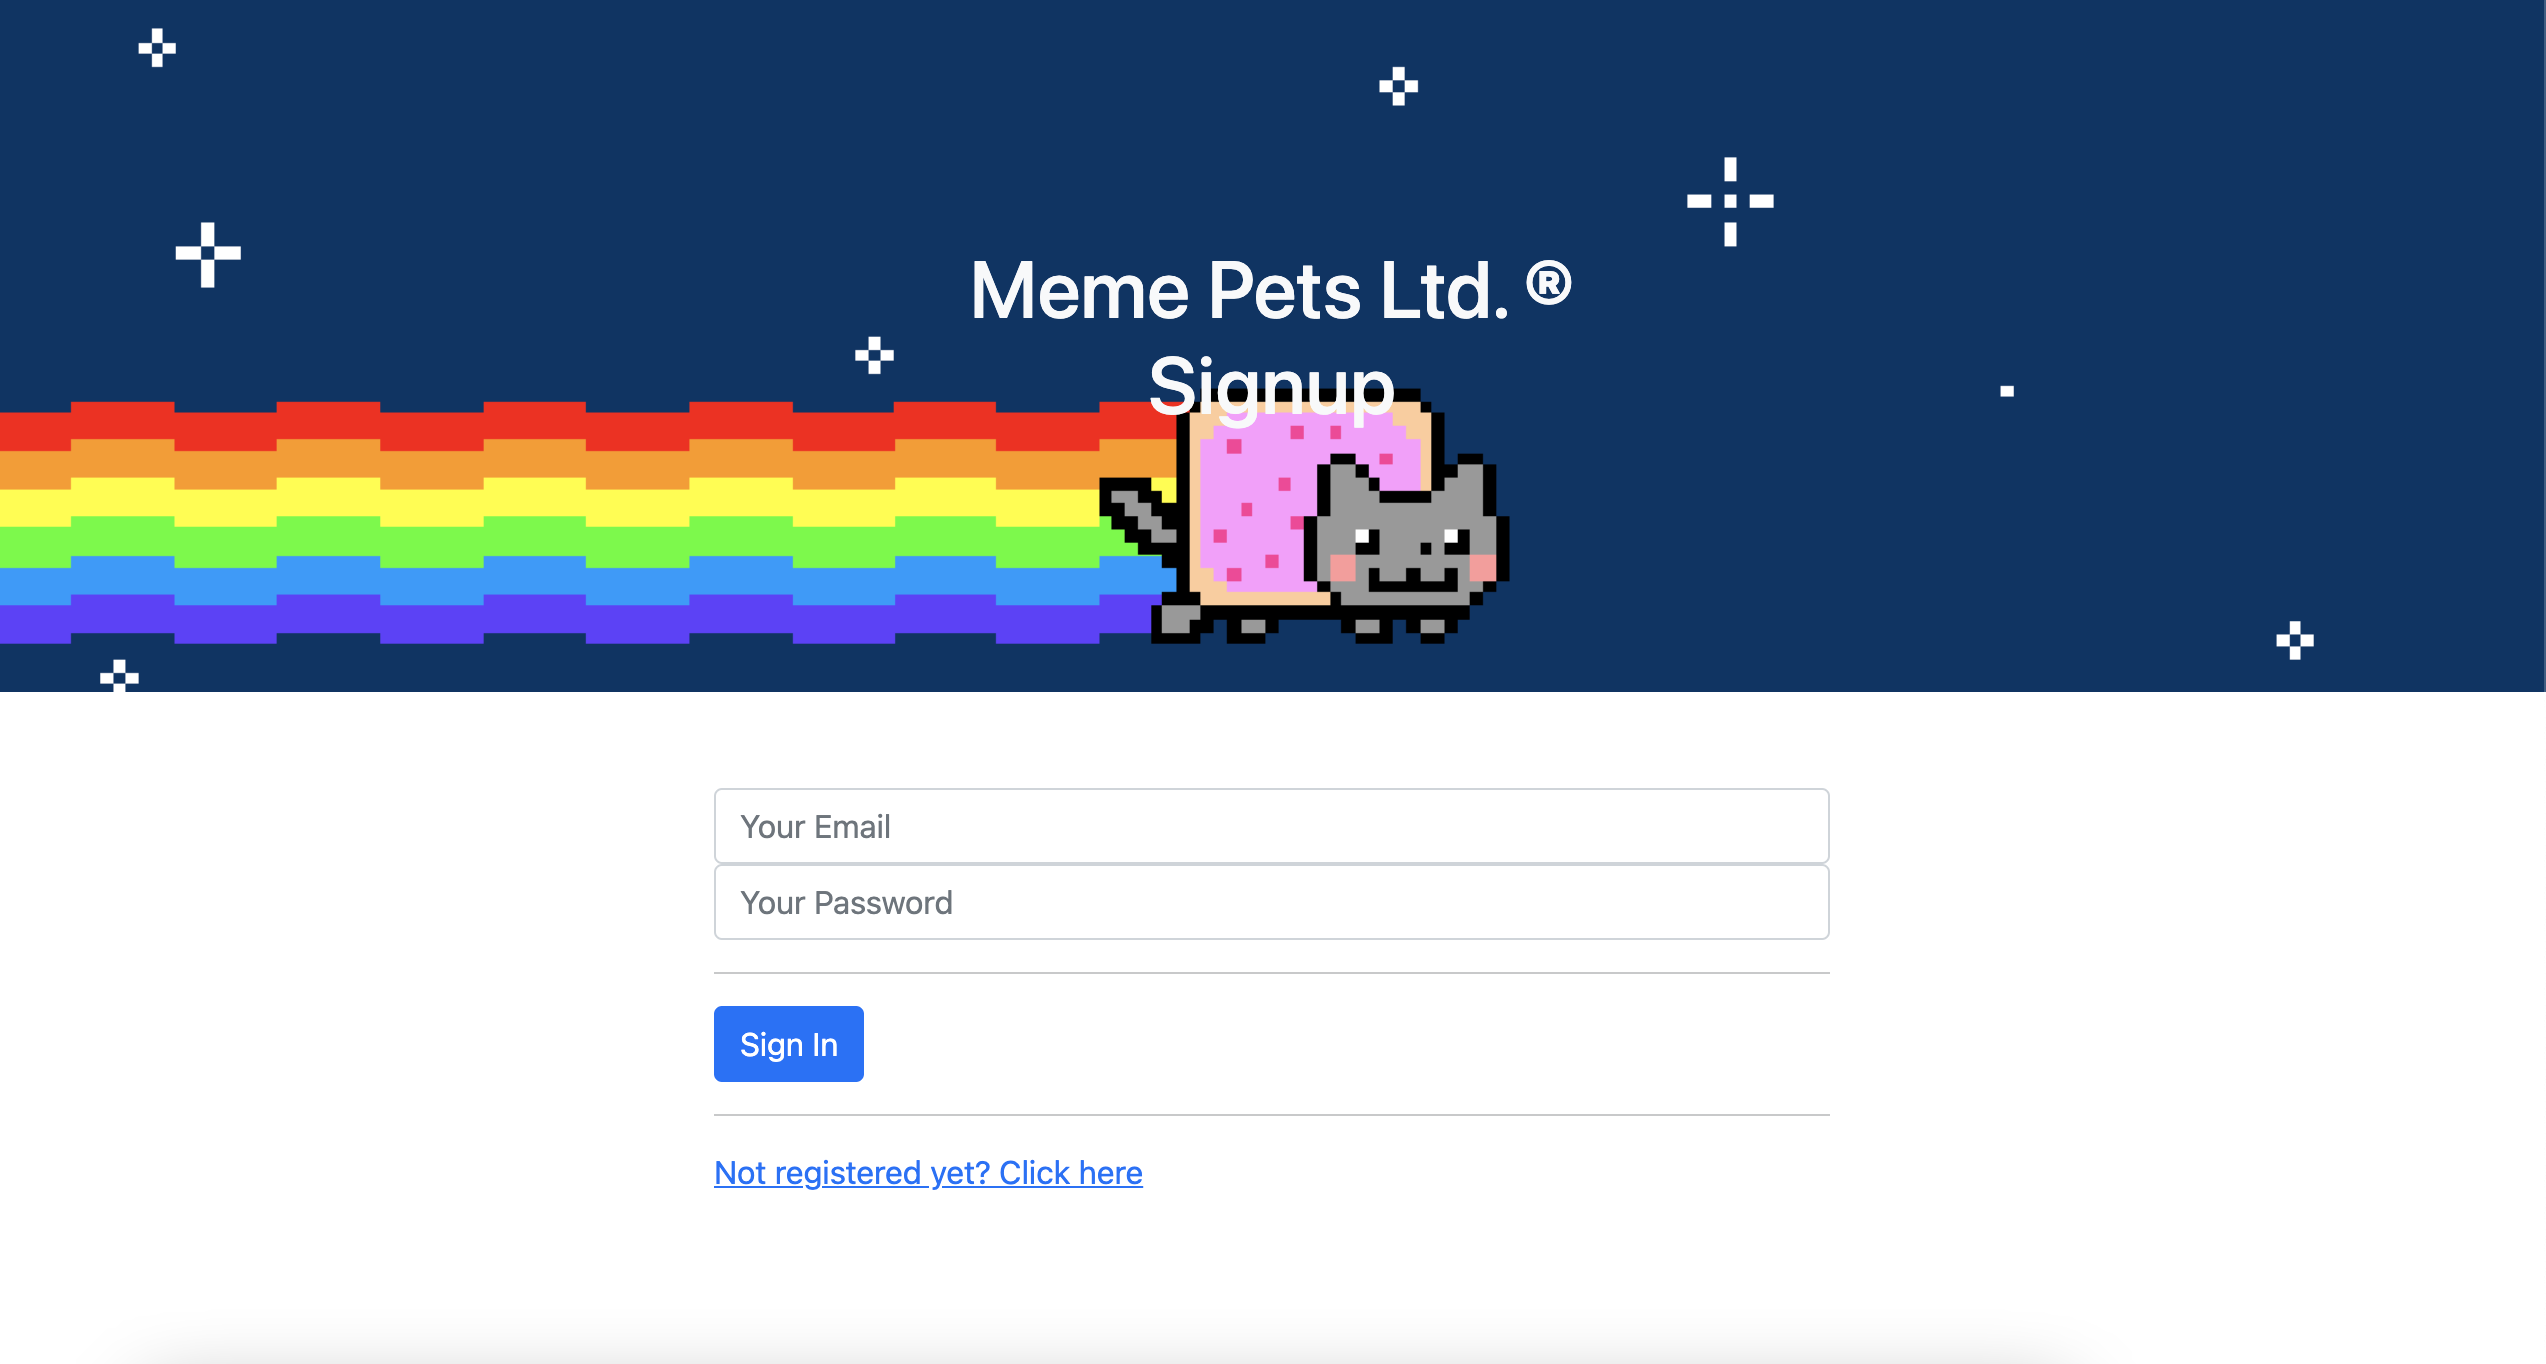 Meme Pets Ltd. ®
Signup
Your Email
Your Password
Sign In
Not registered yet? Click here